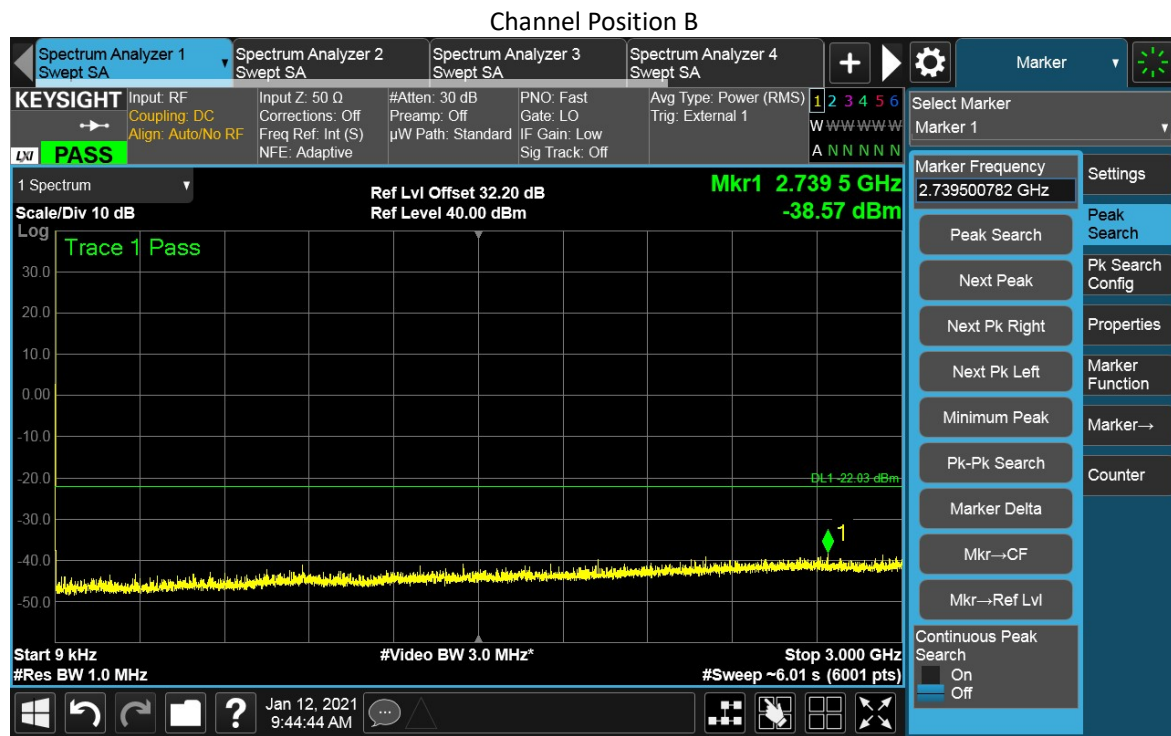 Channel Position B
Spectrum Analyzer 1
Swept SA
Spectrum Analyzer 2
Swept SA
Spectrum Analyzer 3
Swept SA
Spectrum Analyzer 4
Swept SA
+
Marker
KEYSIGHT
LXI
PASS
Input: RF
Coupling: DC
Align: Auto/No RF
Input Z: 50 Ω
Corrections: Off
Freq Ref: Int (S)
NFE: Adaptive
#Atten: 30 dB
Preamp: Off
µW Path: Standard
PNO: Fast
Gate: LO
IF Gain: Low
Sig Track: Off
Avg Type: Power (RMS)
Trig: External 1
1 2 3 4 5 6
W W W W W W
A N N N N N
Select Marker
Marker 1
1 Spectrum
Scale/Div 10 dB
Ref Lvl Offset 32.20 dB
Ref Level 40.00 dBm
Mkr1 2.739 5 GHz
-38.57 dBm
Log
Trace 1 Pass
30.0
20.0
10.0
0.00
-10.0
-20.0
-30.0
-40.0
-50.0
DL1 -22.03 dBm
1
Start 9 kHz
#Res BW 1.0 MHz
#Video BW 3.0 MHz*
Stop 3.000 GHz
#Sweep ~6.01 s (6001 pts)
Marker Frequency
2.739500782 GHz
Peak Search
Next Peak
Next Pk Right
Next Pk Left
Minimum Peak
Pk-Pk Search
Marker Delta
Mkr→CF
Mkr→Ref Lvl
Continuous Peak
Search
On
Off
Settings
Peak
Search
Pk Search
Config
Properties
Marker
Function
Marker→
Counter
?
Jan 12, 2021
9:44:44 AM